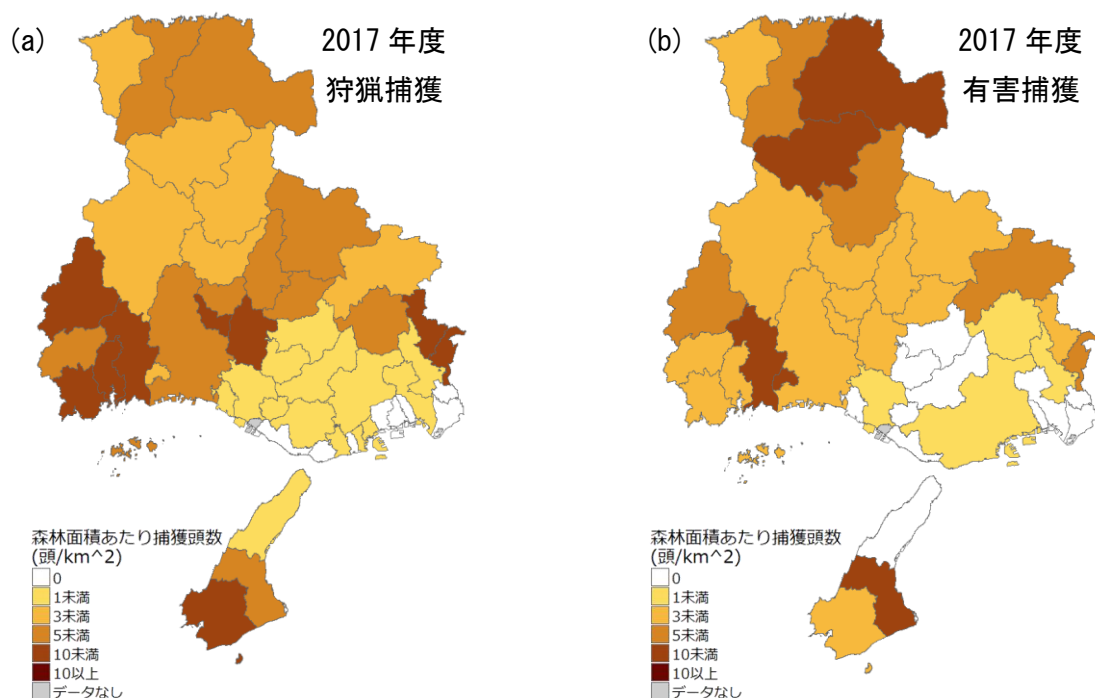 (a)
2017 年度
狩猟捕獲
森林面積あたり捕獲頭数
(頭/km^2)
0
1未満
3未満
5未満
10未満
10以上
データなし
(b)
2017 年度
有害捕獲
森林面積あたり捕獲頭数
(頭/km^2)
0
1未満
3未満
5未満
10未満
10以上
データなし